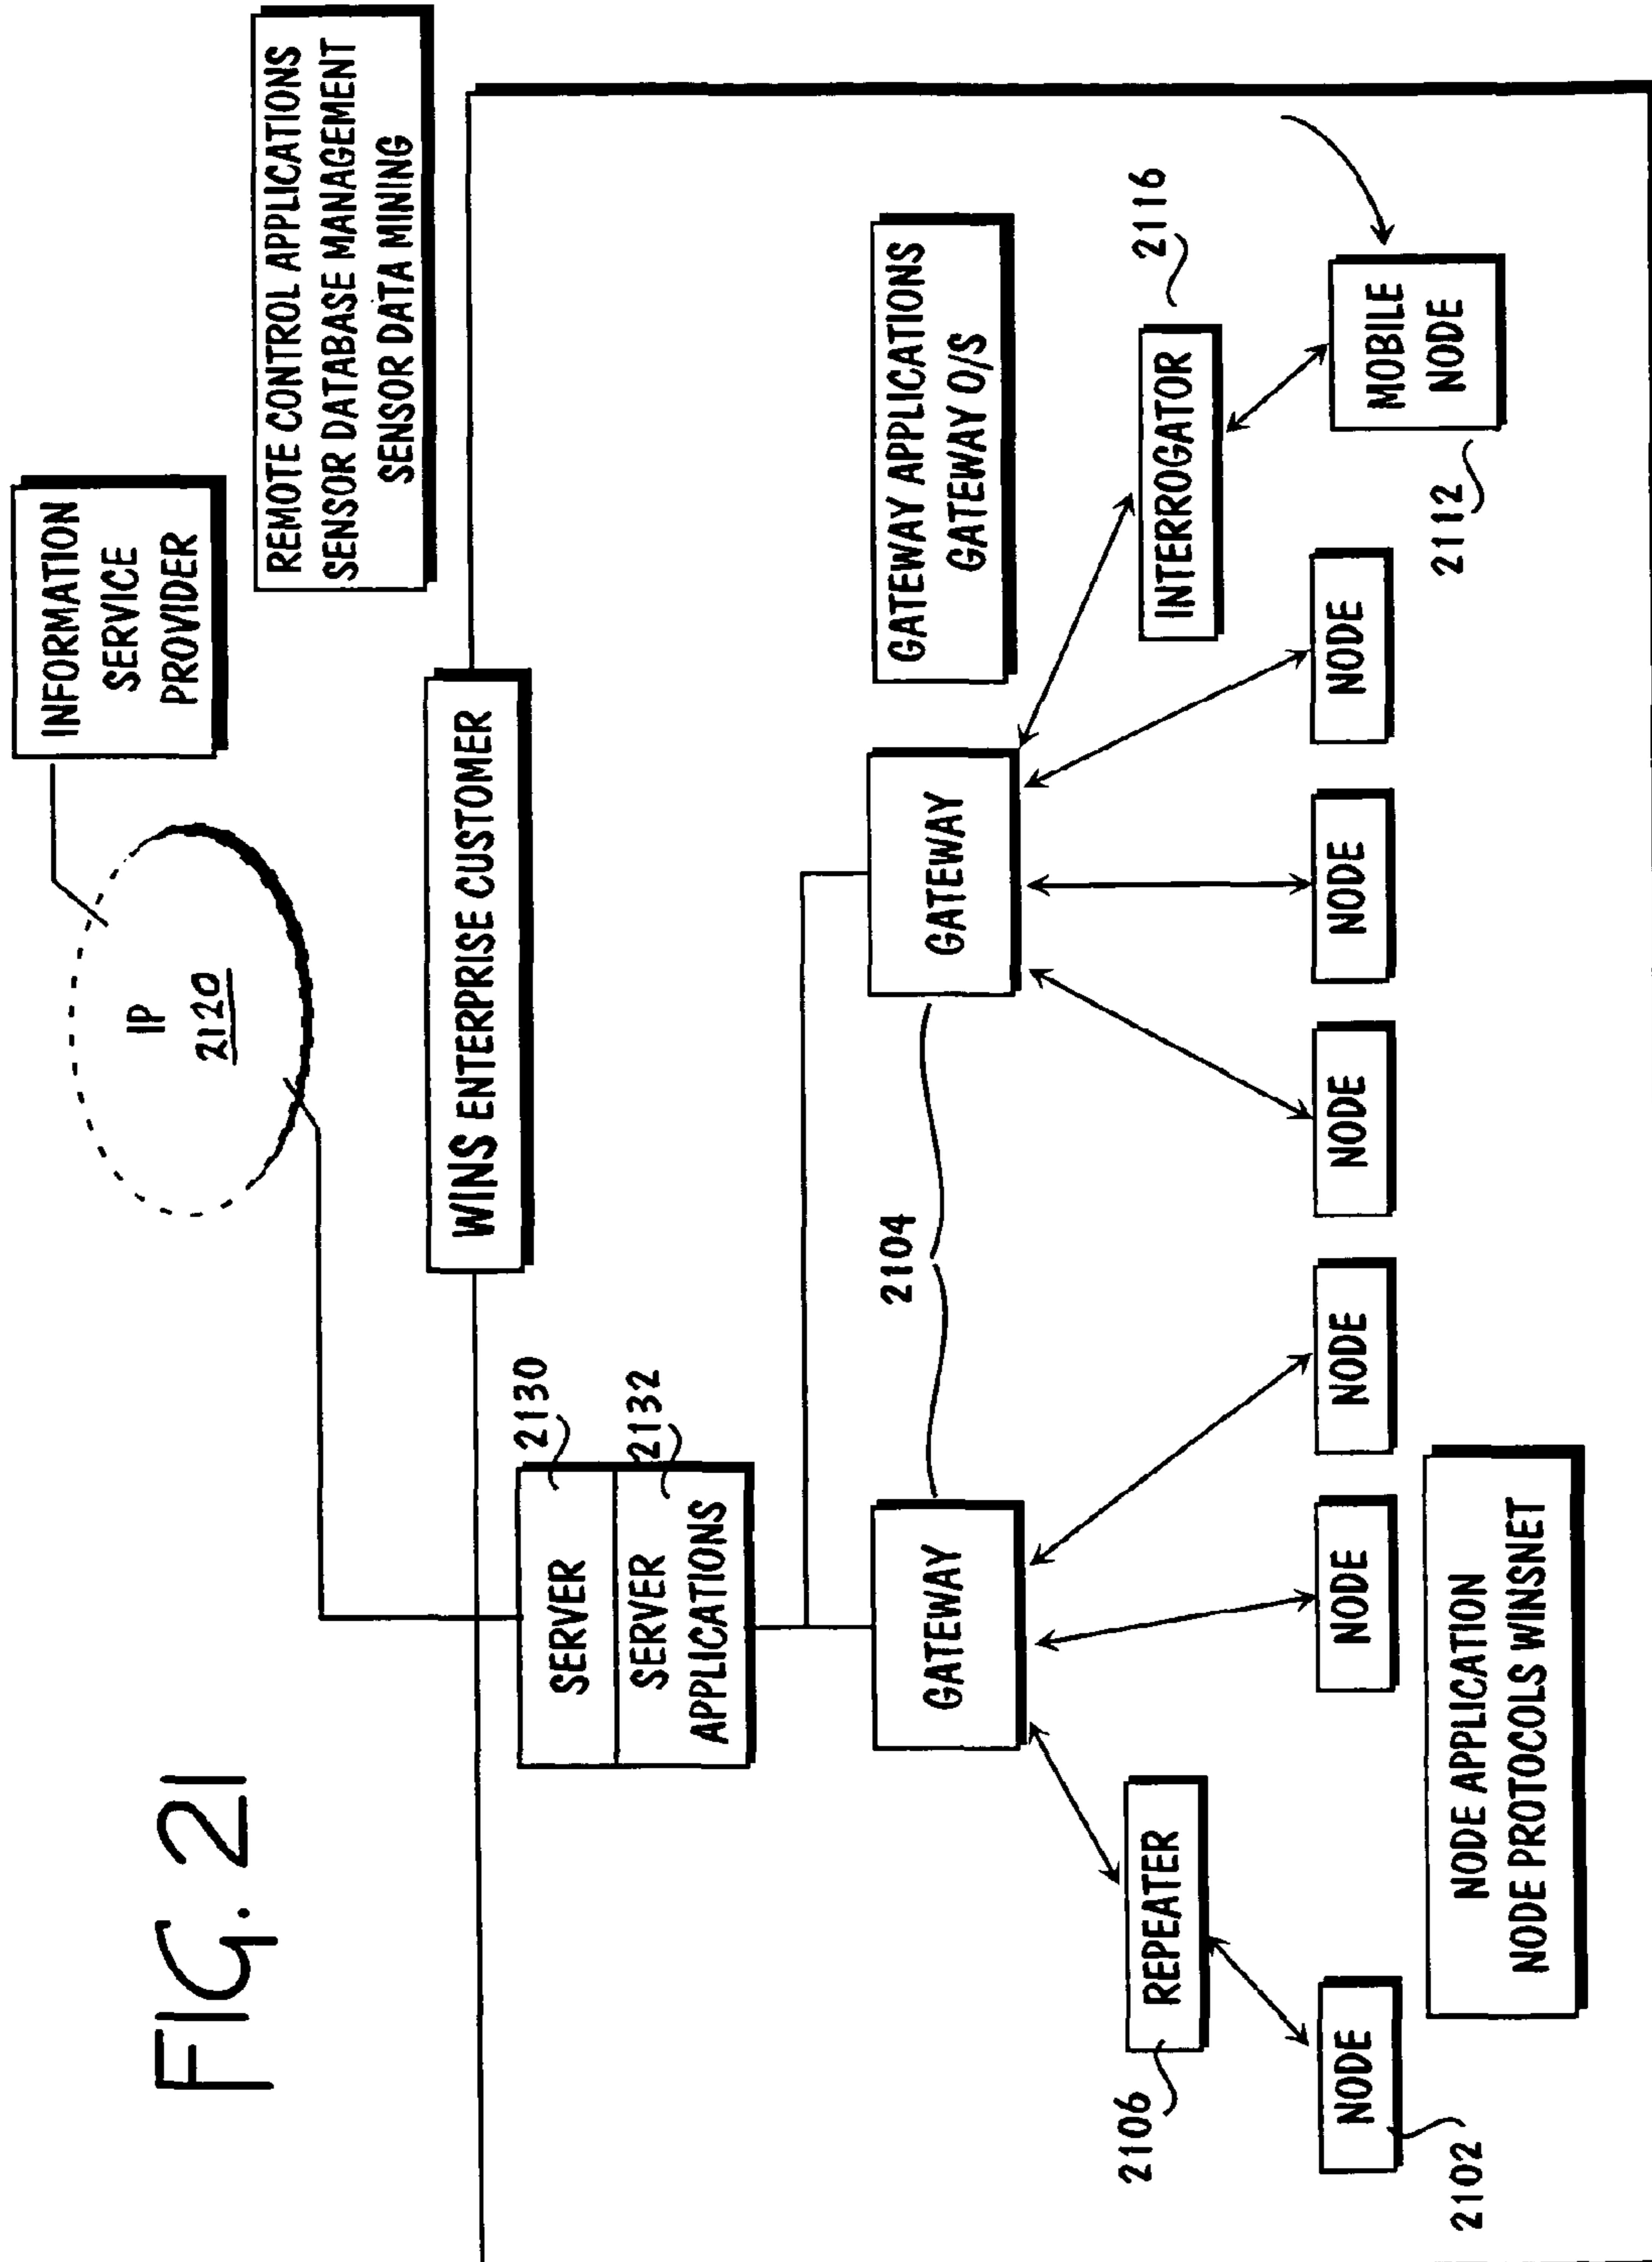 FIG. 21
INFORMATION
SERVICE
PROVIDER
IP
2120
REMOTE CONTROL APPLICATIONS
SENSOR DATABASE MANAGEMENT
SENSOR DATA MINING
WINS ENTERPRISE CUSTOMER
SERVER
2130
SERVER
APPLICATIONS
2132
GATEWAY
2104
GATEWAY
GATEWAY APPLICATIONS
GATEWAY O/S
2106
REPEATER
INTERROGATOR
2116
NODE
NODE
NODE
NODE
NODE
NODE
MOBILE
NODE
2102
2112
NODE APPLICATION
NODE PROTOCOLS WINSNET